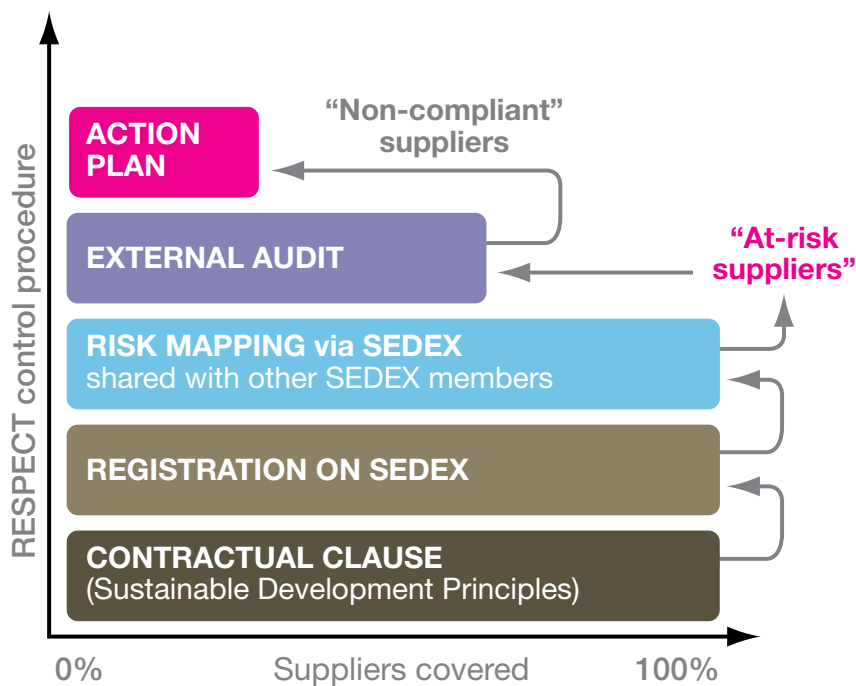 RESPECT control procedure
“Non-compliant”
suppliers
ACTION
PLAN
EXTERNAL AUDIT
“At-risk
suppliers”
RISK MAPPING via SEDEX
shared with other SEDEX members
REGISTRATION ON SEDEX
CONTRACTUAL CLAUSE
(Sustainable Development Principles)
0% Suppliers covered 100%